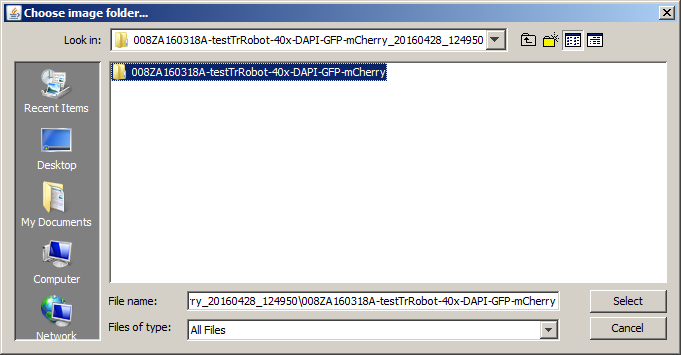 Choose image folder...
Look in:
008ZA160318A-testTrRobot-40x-DAPI-GFP-mCherry_20160428_124950
008ZA160318A-testTrRobot-40x-DAPI-GFP-mCherry
Recent Items
Desktop
My Documents
Computer
Network
File name:
rry_20160428_124950\008ZA160318A-testTrRobot-40x-DAPI-GFP-mCherry
Select
Files of type:
All Files
Cancel